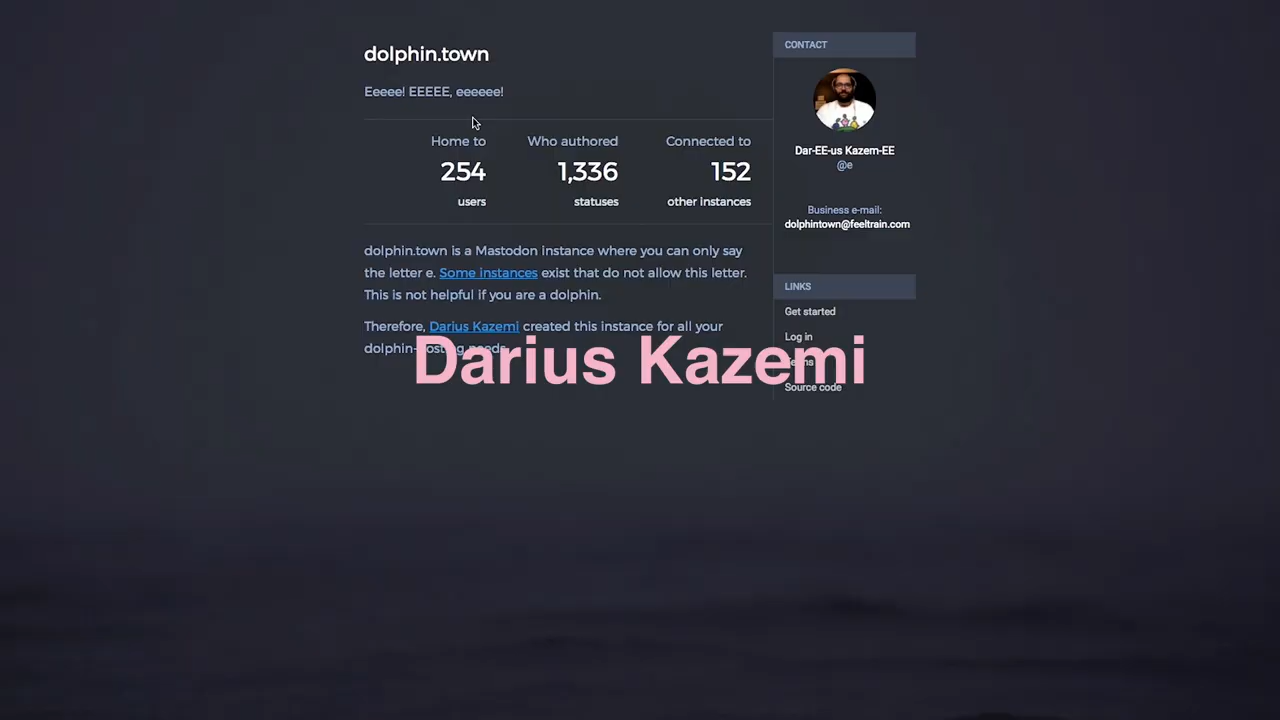 dolphin.town
Eeeee! EEEEE, eeeeee!
Home to
254
users
Who authored
1,336
statuses
Connected to
152
other instances
dolphin.town is a Mastodon instance where you can only say
the letter e. Some instances exist that do not allow this letter.
This is not helpful if you are a dolphin.
Therefore, Darius Kazemi created this instance for all your
dolphin-hosting needs.
Darius Kazemi
CONTACT
Dar-EE-us Kazem-EE
@e
Business e-mail:
dolphintown@feeltrain.com
LINKS
Get started
Log in
Terms
Source code